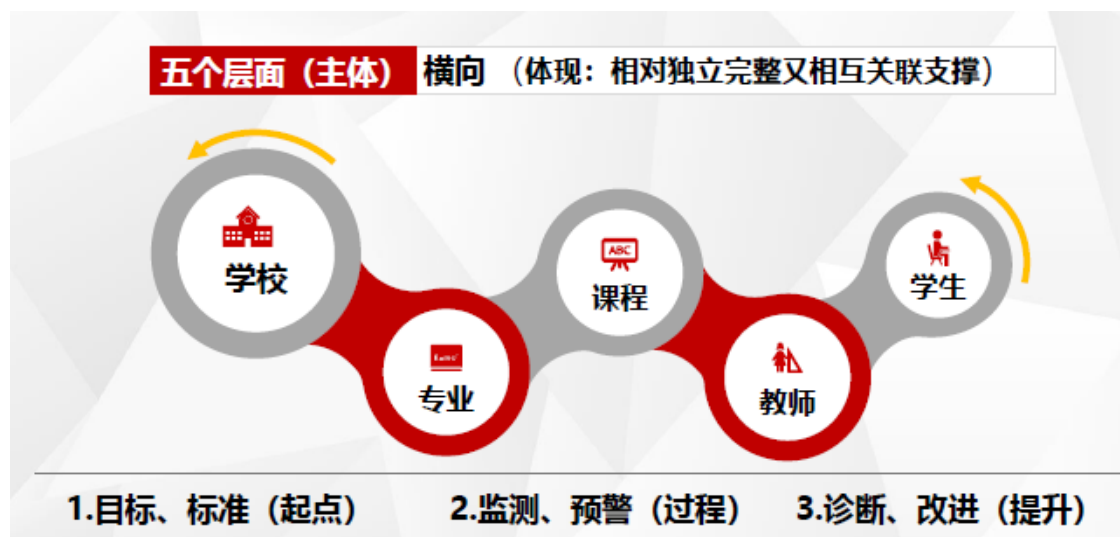 五个层面（主体） 横向 （体现：相对独立完整又相互关联支撑）
学校
专业
ABC
课程
教师
学生
1.目标、标准（起点） 2.监测、预警（过程） 3.诊断、改进（提升）